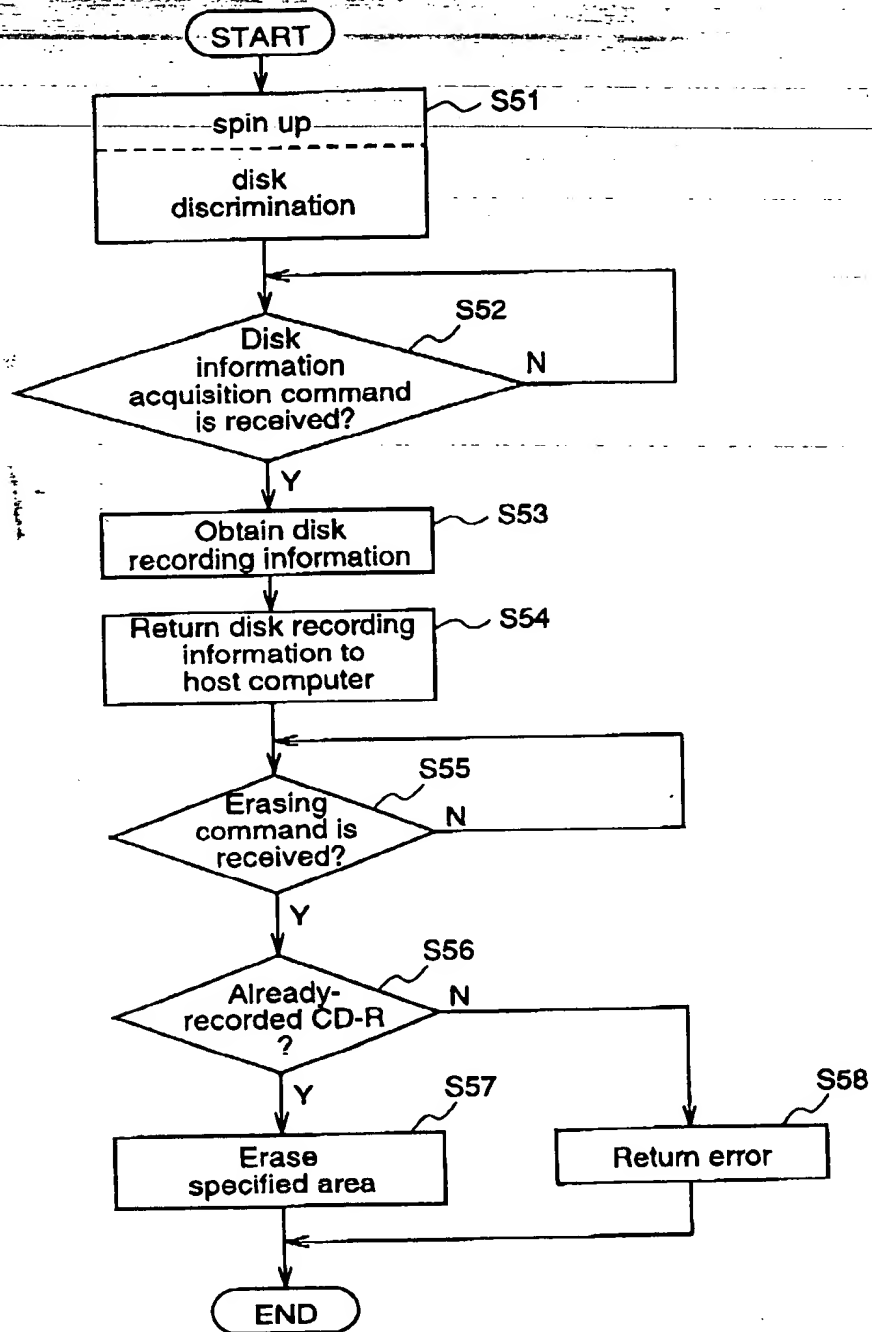 START
S51
spin up
disk
discrimination
S52
Disk
information
acquisition command
is received?
N
Y
S53
Obtain disk
recording information
S54
Return disk recording
information to
host computer
S55
Erasing
command is
received?
N
Y
S56
Already-
recorded CD-R
?
N
Y
S57
Erase
specified area
S58
Return error
END